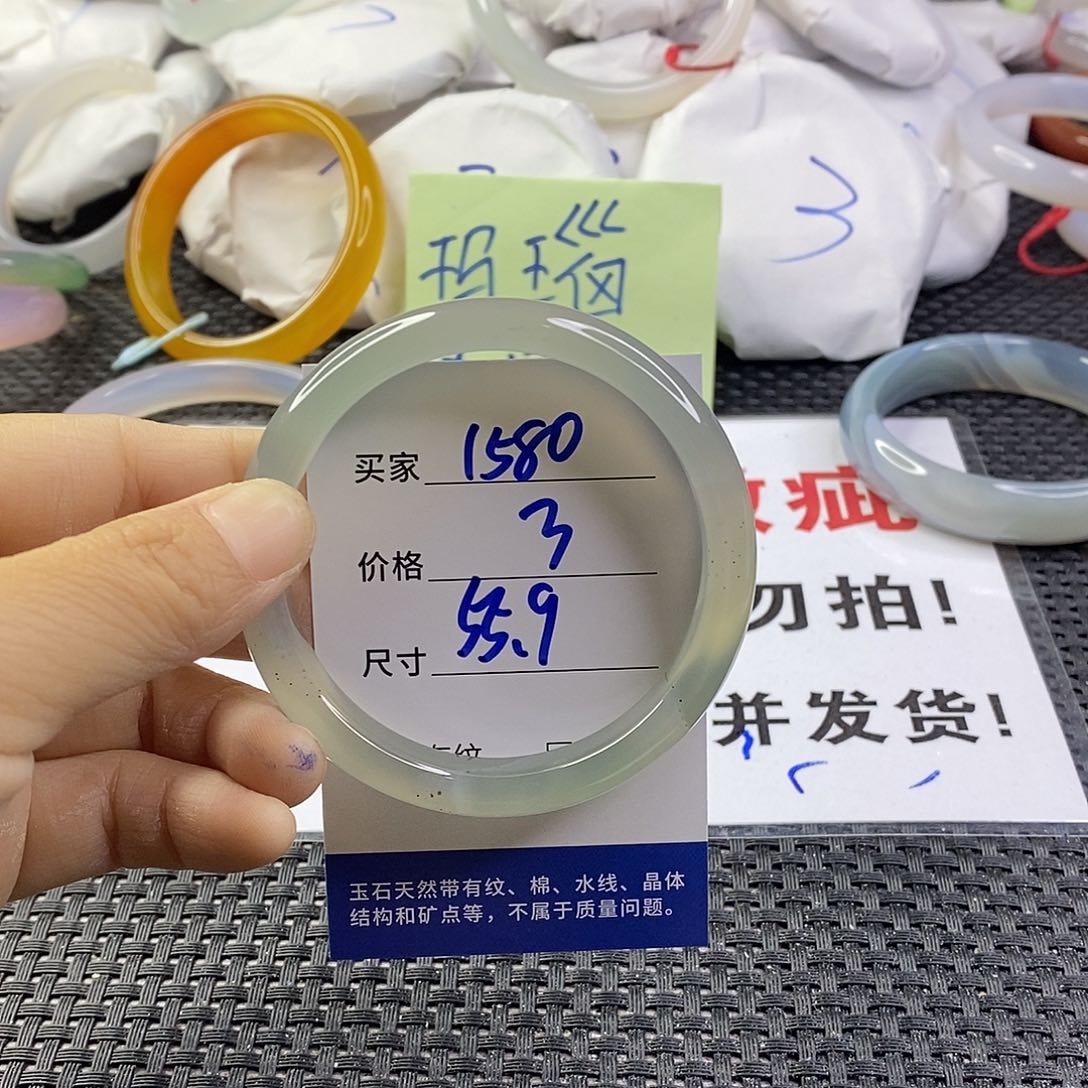 3
玛瑙
买家 1580
价格 3
尺寸 55.9
疵
勿拍!
并发货!
玉石天然带有纹、棉、水线、晶体
结构和矿点等，不属于质量问题。